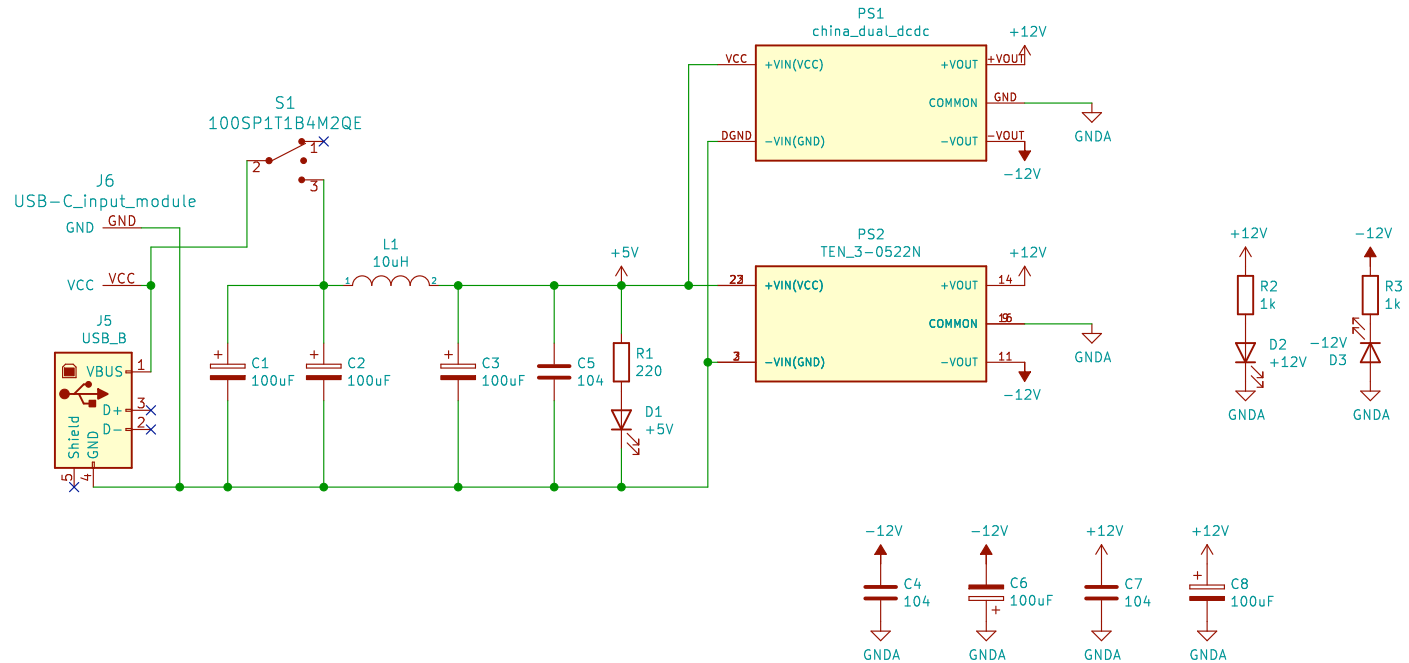 PS1
china_dual_dcdc
+12V
VCC
+VIN(VCC)
+VOUT
+VOUT
COMMON
GND
GNDA
DGND
-VIN(GND)
-VOUT
-VOUT
-12V
S1
100SP1T1B4M2QE
1
2
3
J6
USB-C_input_module
GND
GND
VCC
VCC
J5
USB_B
VBUS
1
D+
3
D-
2
Shield
GND
5
4
L1
10uH
1
2
+5V
+
C1
100uF
+
C2
100uF
+
C3
100uF
C5
104
R1
220
D1
+5V
PS2
TEN_3-0522N
+12V
+VIN(VCC)
+VOUT
14
COMMON
GNDA
-VIN(GND)
-VOUT
11
-12V
+12V
R2
1k
D2
+12V
GNDA
-12V
R3
1k
-12V
D3
GNDA
-12V
C4
104
GNDA
-12V
C6
100uF
+
GNDA
+12V
C7
104
GNDA
+12V
+
C8
100uF
GNDA